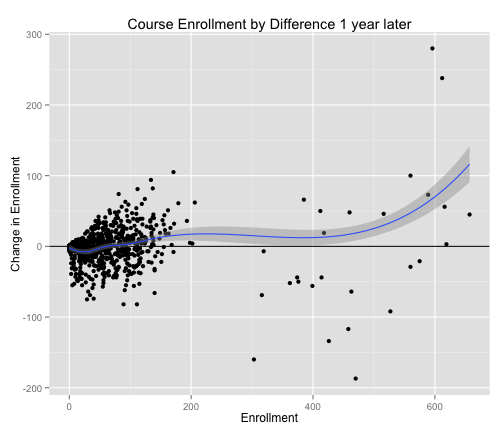 Course Enrollment by Difference 1 year later
300
200
100
0
-100
-200
Change in Enrollment
0 200 400 600
Enrollment